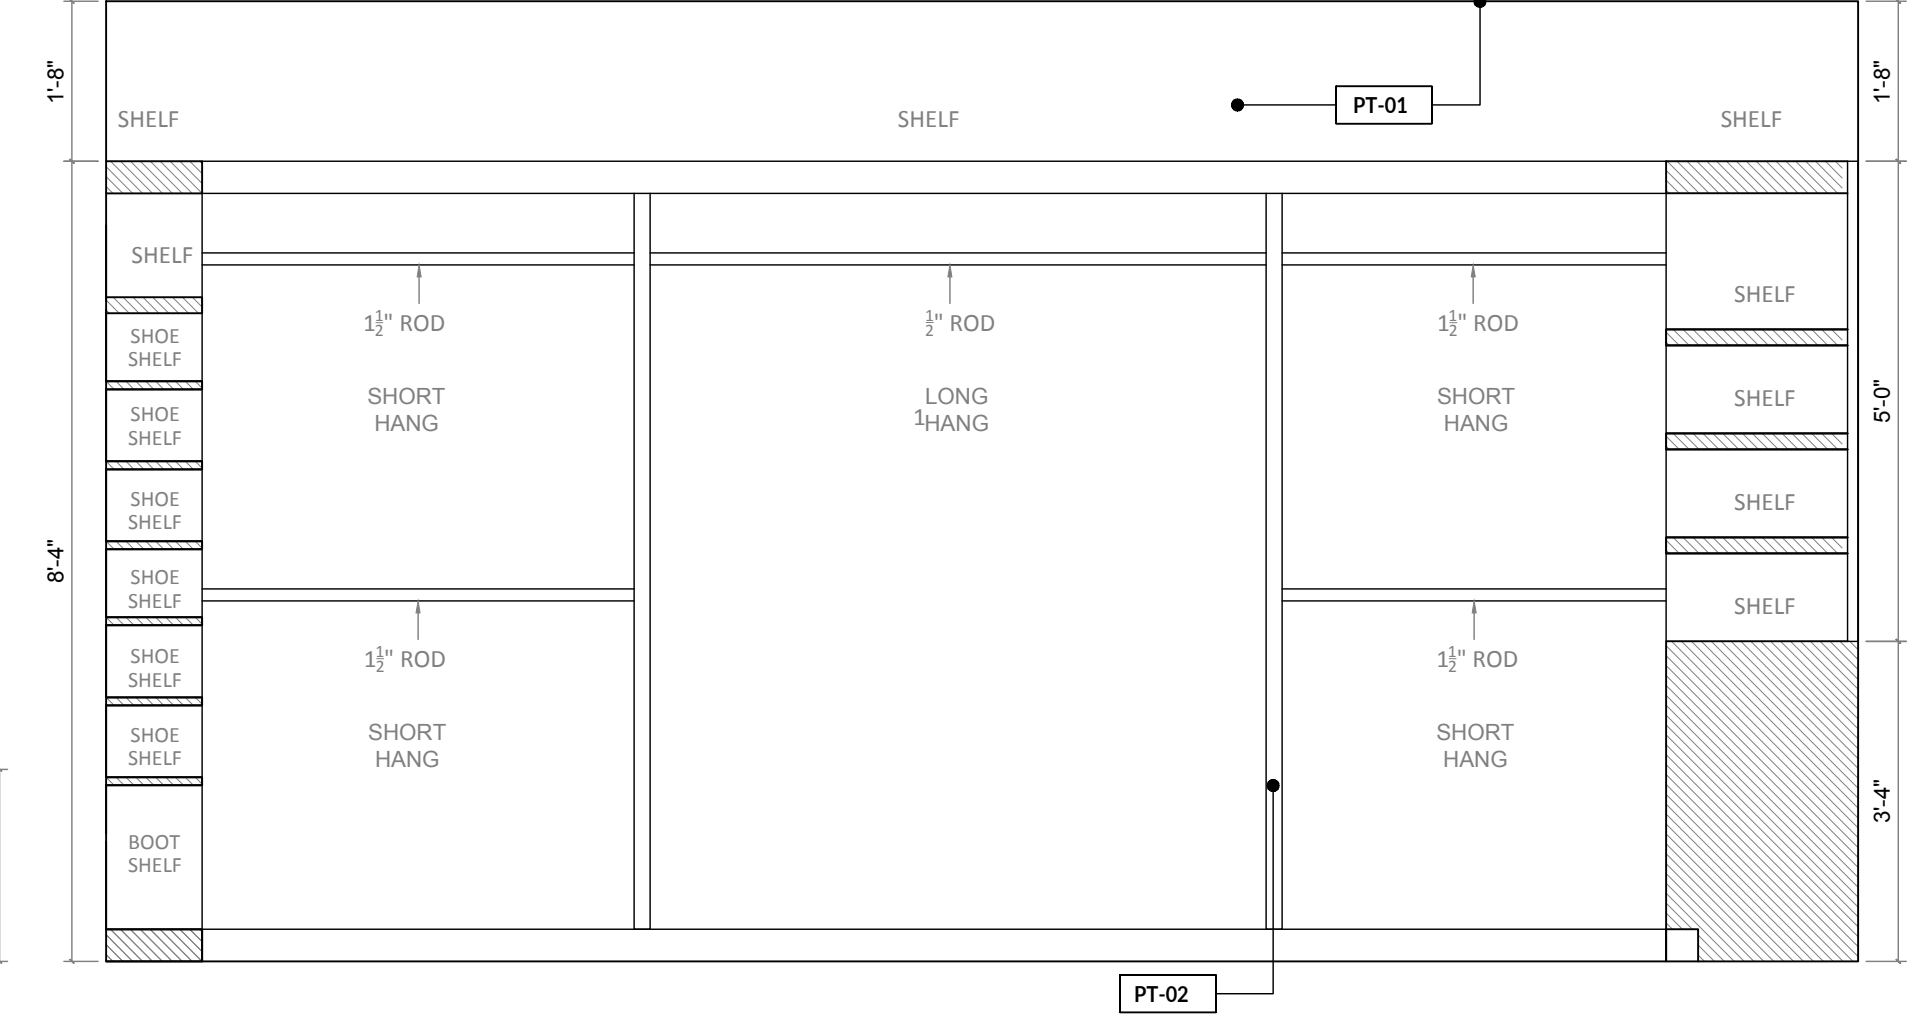 1'-8"
PT-01
1'-8"
SHELF
SHELF
SHELF
SHELF
SHELF
1½" ROD
½" ROD
1½" ROD
SHOE
SHELF
SHORT
HANG
LONG
1HANG
SHORT
HANG
5'-0"
SHELF
SHOE
SHELF
SHOE
SHELF
SHELF
8'-4"
SHOE
SHELF
SHELF
1½" ROD
1½" ROD
SHOE
SHELF
SHORT
HANG
SHORT
HANG
SHOE
SHELF
3'-4"
BOOT
SHELF
PT-02